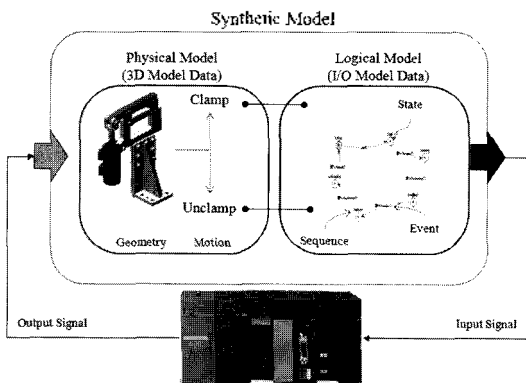 Synthetic Model
Physical Model
(3D Model Data)
Logical Model
(I/O Model Data)
Clamp
State
Unclamp
Geometry
Motion
Sequence
Event
Output Signal
Input Signal